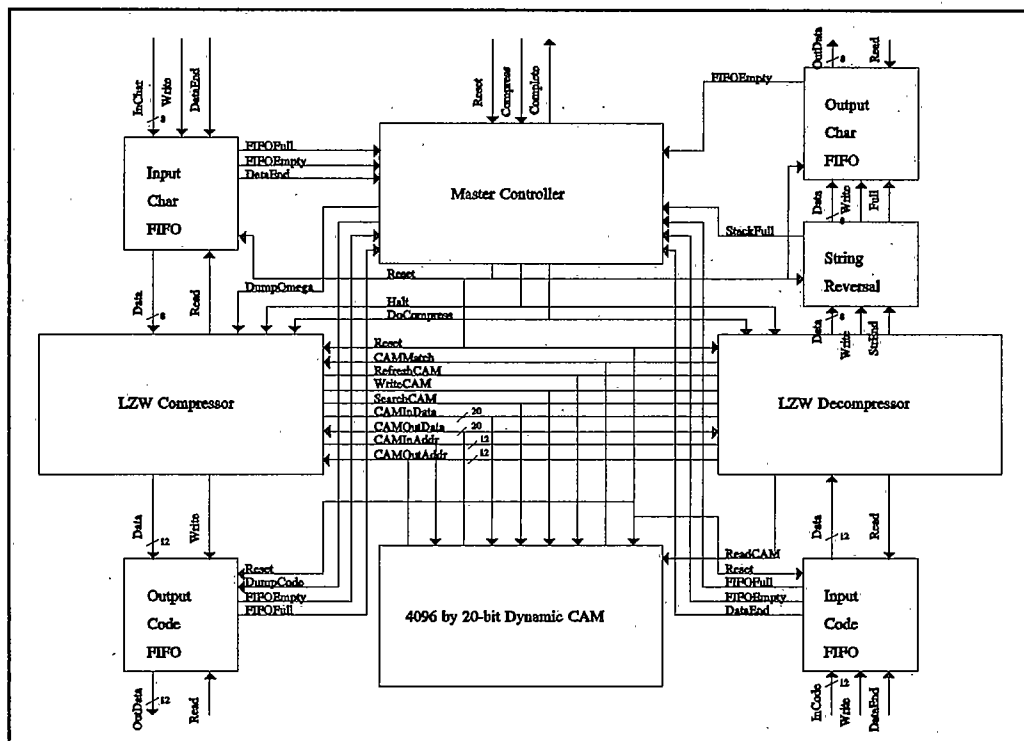 InChar
8
Write
DataEnd
Reset
Compress
Complete
OutData
8
Read
Input
Char
FIFO
FIFOFull
FIFOEmpty
DataEnd
Master Controller
FIFOEmpty
Output
Char
FIFO
Data
8
Write
Full
StackFull
String
Reversal
Data
8
Read
DumpOmega
Reset
Halt
DoCompress
Data
8
Write
StrEnd
LZW Compressor
Reset
CAMMatch
RefreshCAM
WriteCAM
SearchCAM
CAMInData
20
CAMOutData
20
CAMInAddr
12
CAMOutAddr
12
LZW Decompressor
Data
12
Write
Data
12
Read
Output
Code
FIFO
Reset
DumpCode
FIFOEmpty
FIFOFull
4096 by 20-bit Dynamic CAM
ReadCAM
Reset
FIFOFull
FIFOEmpty
DataEnd
Input
Code
FIFO
OutData
12
Read
InCode
12
Write
DataEnd